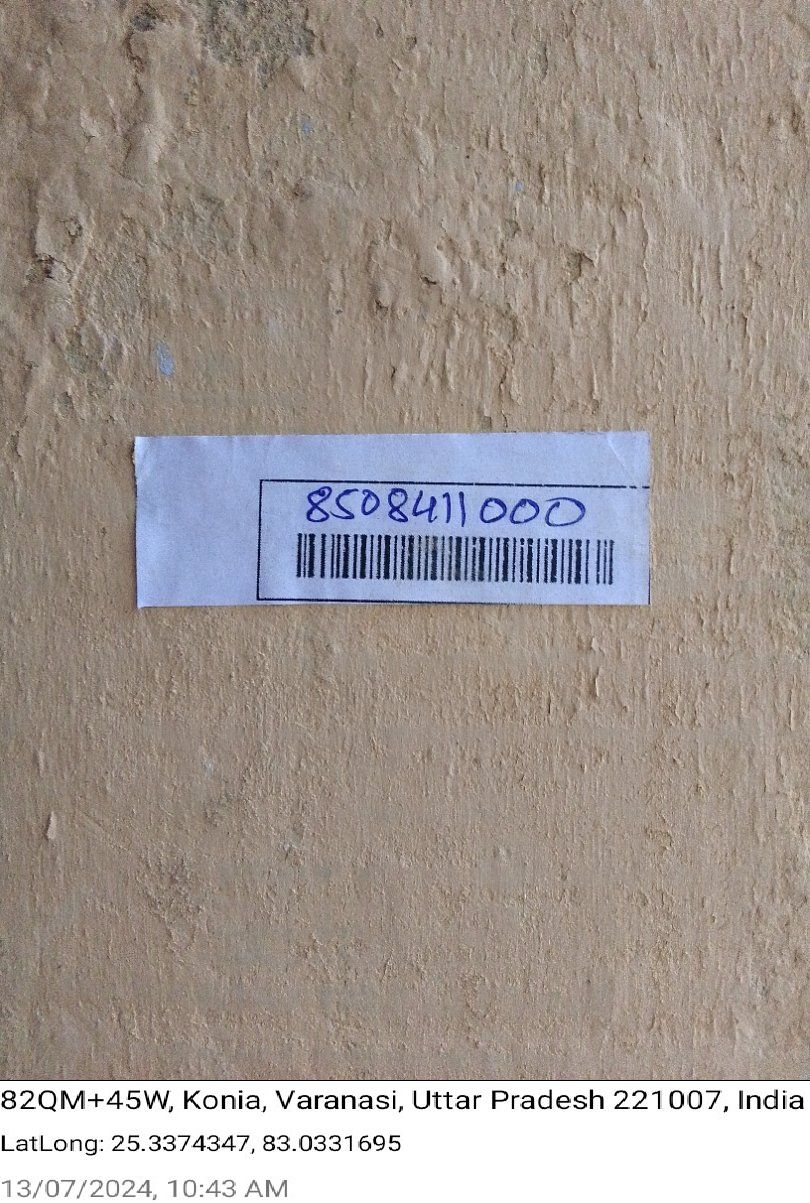 8508411000
82QM+45W, Konia, Varanasi, Uttar Pradesh 221007, India
LatLong: 25.3374347, 83.0331695
13/07/2024, 10:43 AM